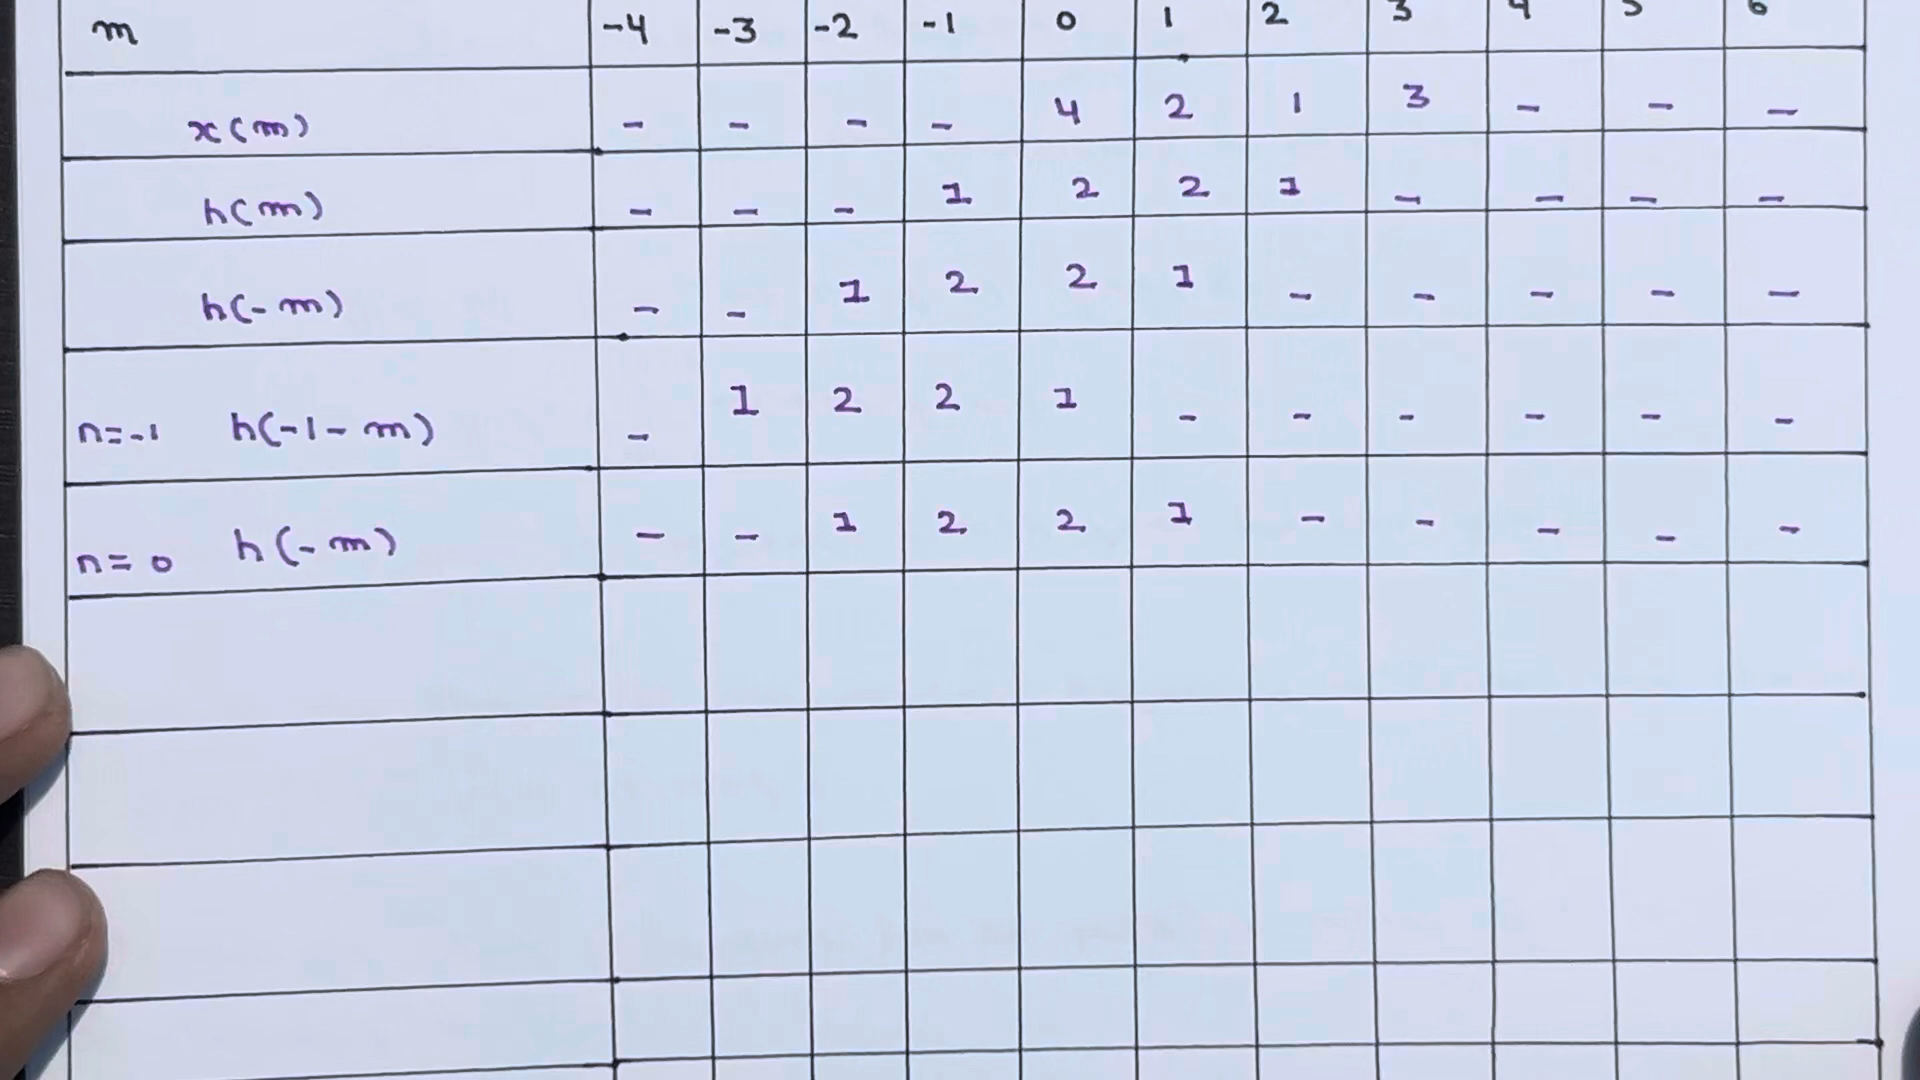 m -4 -3 -2 -1 0 1 2 3 4 5 6
x(m) - - - - 4 2 1 3 - - -
h(m) - - - 1 2 2 1 - - - -
h(-m) - - 1 2 2 1 - - - - -
n=-1 h(-1-m) - 1 2 2 1 - - - - - -
n=0 h(-m) - - 1 2 2 1 - - - - -